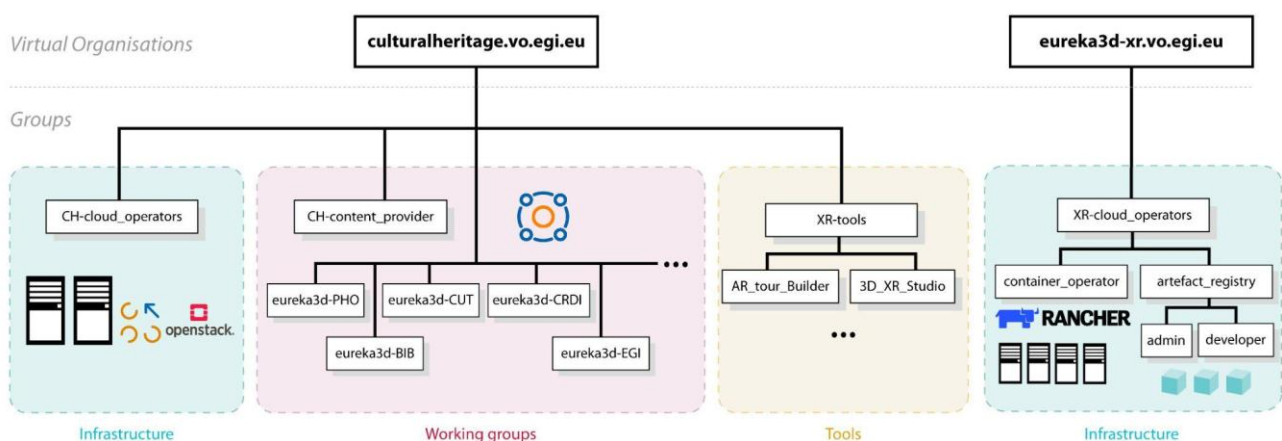 Virtual Organisations
culturalheritage.vo.egi.eu
eureka3d-xr.vo.egi.eu
Groups
CH-cloud_operators
CH-content_provider
XR-tools
XR-cloud_operators
eureka3d-PHO
eureka3d-CUT
eureka3d-CRDI
...
AR_tour_Builder
3D_XR_Studio
container_operator
artefact_registry
openstack.
eureka3d-BIB
eureka3d-EGI
...
RANCHER
admin
developer
Infrastructure
Working groups
Tools
Infrastructure